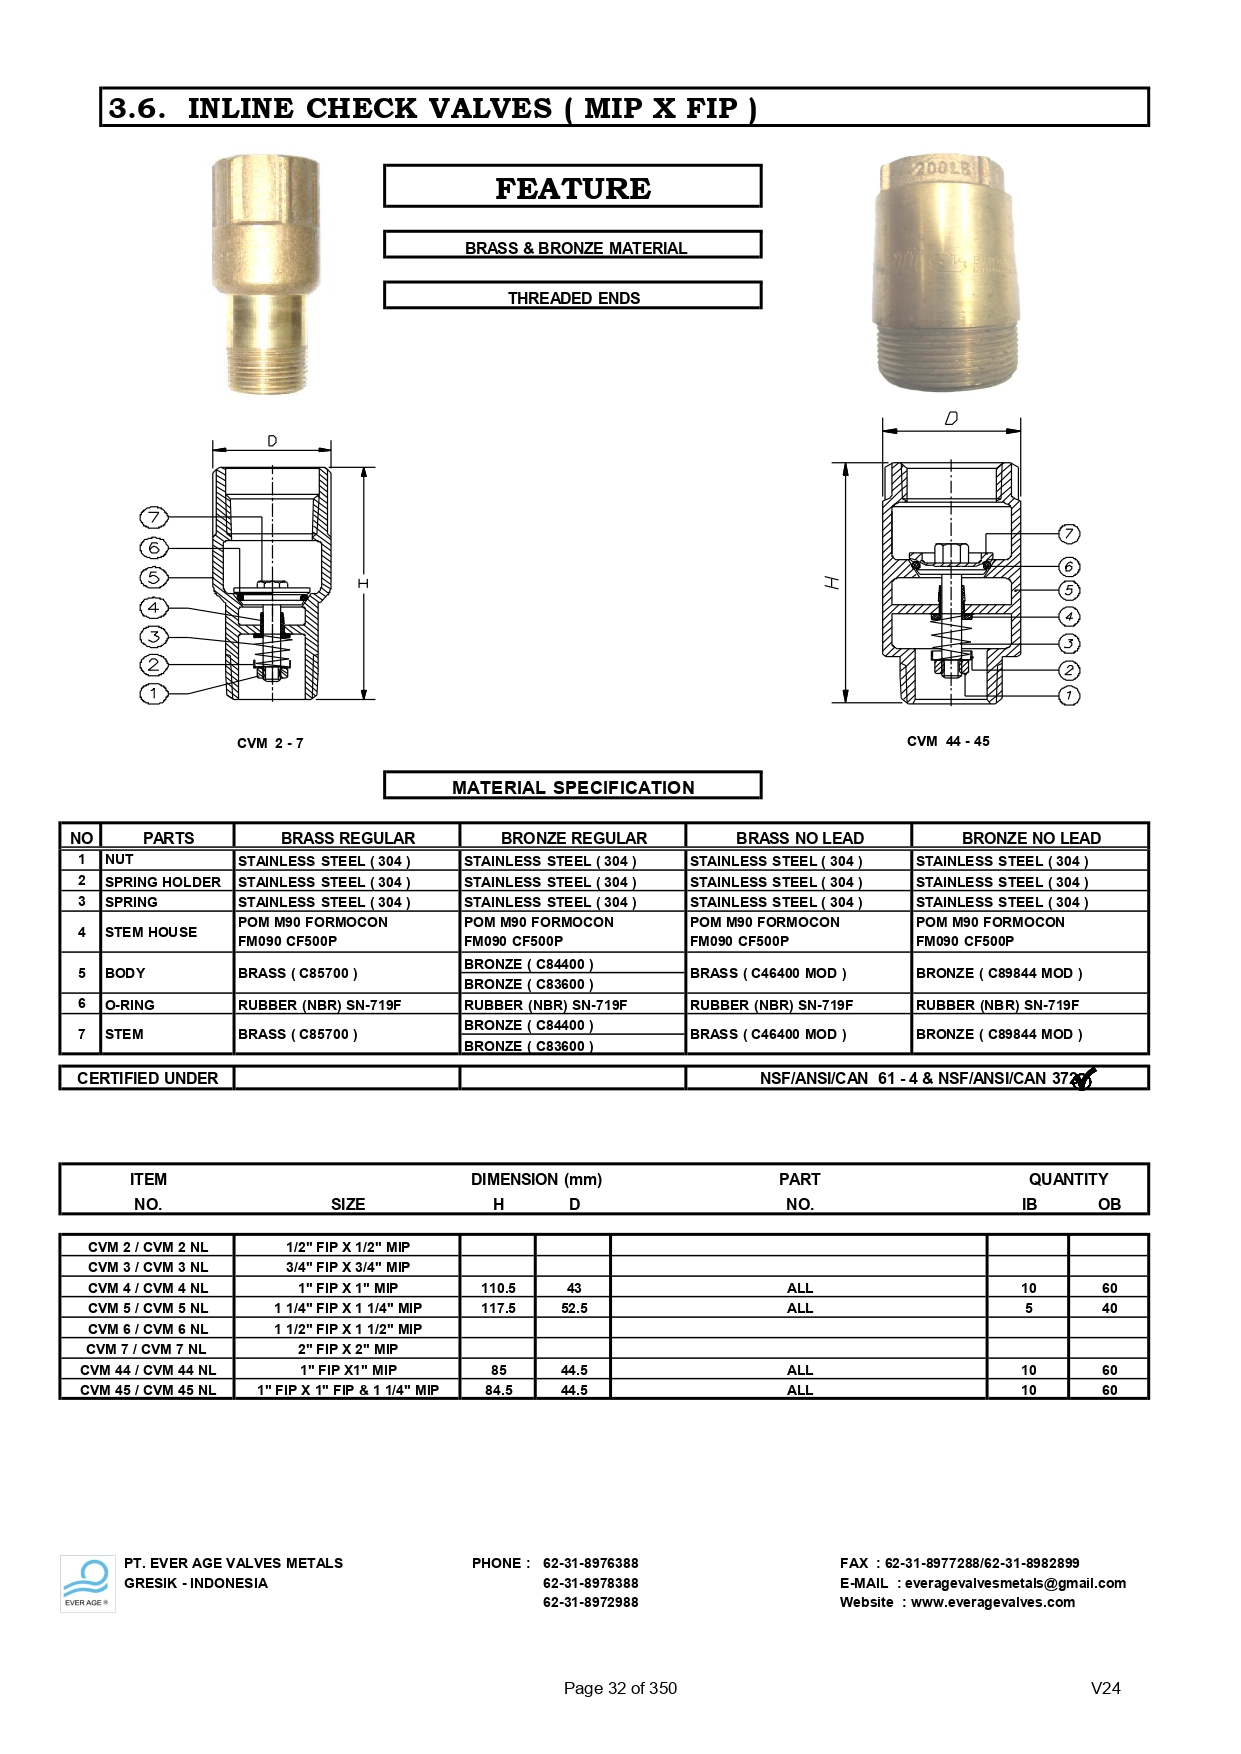 3.6. INLINE CHECK VALVES ( MIP X FIP )
FEATURE
BRASS & BRONZE MATERIAL
THREADED ENDS
200LB
D
H
7
6
5
4
3
2
1
CVM 2 - 7
D
H
7
6
5
4
3
2
1
CVM 44 - 45
MATERIAL SPECIFICATION
NO PARTS BRASS REGULAR BRONZE REGULAR BRASS NO LEAD BRONZE NO LEAD
1 NUT STAINLESS STEEL ( 304 ) STAINLESS STEEL ( 304 ) STAINLESS STEEL ( 304 ) STAINLESS STEEL ( 304 )
2 SPRING HOLDER STAINLESS STEEL ( 304 ) STAINLESS STEEL ( 304 ) STAINLESS STEEL ( 304 ) STAINLESS STEEL ( 304 )
3 SPRING STAINLESS STEEL ( 304 ) STAINLESS STEEL ( 304 ) STAINLESS STEEL ( 304 ) STAINLESS STEEL ( 304 )
4 STEM HOUSE POM M90 FORMOCON POM M90 FORMOCON POM M90 FORMOCON POM M90 FORMOCON
FM090 CF500P FM090 CF500P FM090 CF500P FM090 CF500P
5 BODY BRASS ( C85700 ) BRONZE ( C84400 ) BRASS ( C46400 MOD ) BRONZE ( C89844 MOD )
BRONZE ( C83600 )
6 O-RING RUBBER (NBR) SN-719F RUBBER (NBR) SN-719F RUBBER (NBR) SN-719F RUBBER (NBR) SN-719F
7 STEM BRASS ( C85700 ) BRONZE ( C84400 ) BRASS ( C46400 MOD ) BRONZE ( C89844 MOD )
BRONZE ( C83600 )
CERTIFIED UNDER NSF/ANSI/CAN 61 - 4 & NSF/ANSI/CAN 372
ITEM DIMENSION (mm) PART QUANTITY
NO. SIZE H D NO. IB OB
CVM 2 / CVM 2 NL 1/2" FIP X 1/2" MIP
CVM 3 / CVM 3 NL 3/4" FIP X 3/4" MIP
CVM 4 / CVM 4 NL 1" FIP X 1" MIP 110.5 43 ALL 10 60
CVM 5 / CVM 5 NL 1 1/4" FIP X 1 1/4" MIP 117.5 52.5 ALL 5 40
CVM 6 / CVM 6 NL 1 1/2" FIP X 1 1/2" MIP
CVM 7 / CVM 7 NL 2" FIP X 2" MIP
CVM 44 / CVM 44 NL 1" FIP X1" MIP 85 44.5 ALL 10 60
CVM 45 / CVM 45 NL 1" FIP X 1" FIP & 1 1/4" MIP 84.5 44.5 ALL 10 60
EVER AGE ®
PT. EVER AGE VALVES METALS PHONE : 62-31-8976388 FAX : 62-31-8977288/62-31-8982899
GRESIK - INDONESIA 62-31-8978388 E-MAIL : everagevalvesmetals@gmail.com
62-31-8972988 Website : www.everagevalves.com
Page 32 of 350 V24